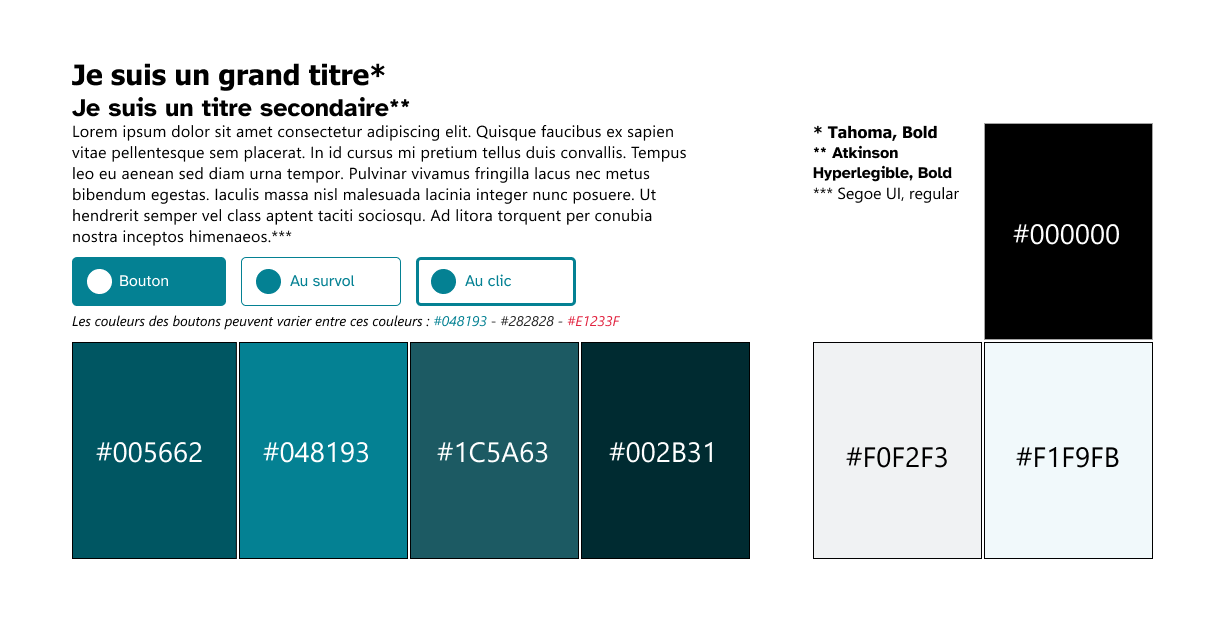 Je suis un grand titre*
Je suis un titre secondaire**
Lorem ipsum dolor sit amet consectetur adipiscing elit. Quisque faucibus ex sapien
vitae pellentesque sem placerat. In id cursus mi pretium tellus duis convallis. Tempus
leo eu aenean sed diam urna tempor. Pulvinar vivamus fringilla lacus nec metus
bibendum egestas. Iaculis massa nisl malesuada lacinia integer nunc posuere. Ut
hendrerit semper vel class aptent taciti sociosqu. Ad litora torquent per conubia
nostra inceptos himenaeos.***
Bouton
Au survol
Au clic
Les couleurs des boutons peuvent varier entre ces couleurs : #048193 - #282828 - #E1233F
* Tahoma, Bold
** Atkinson
Hyperlegible, Bold
*** Segoe UI, regular
#000000
#005662
#048193
#1C5A63
#002B31
#F0F2F3
#F1F9FB